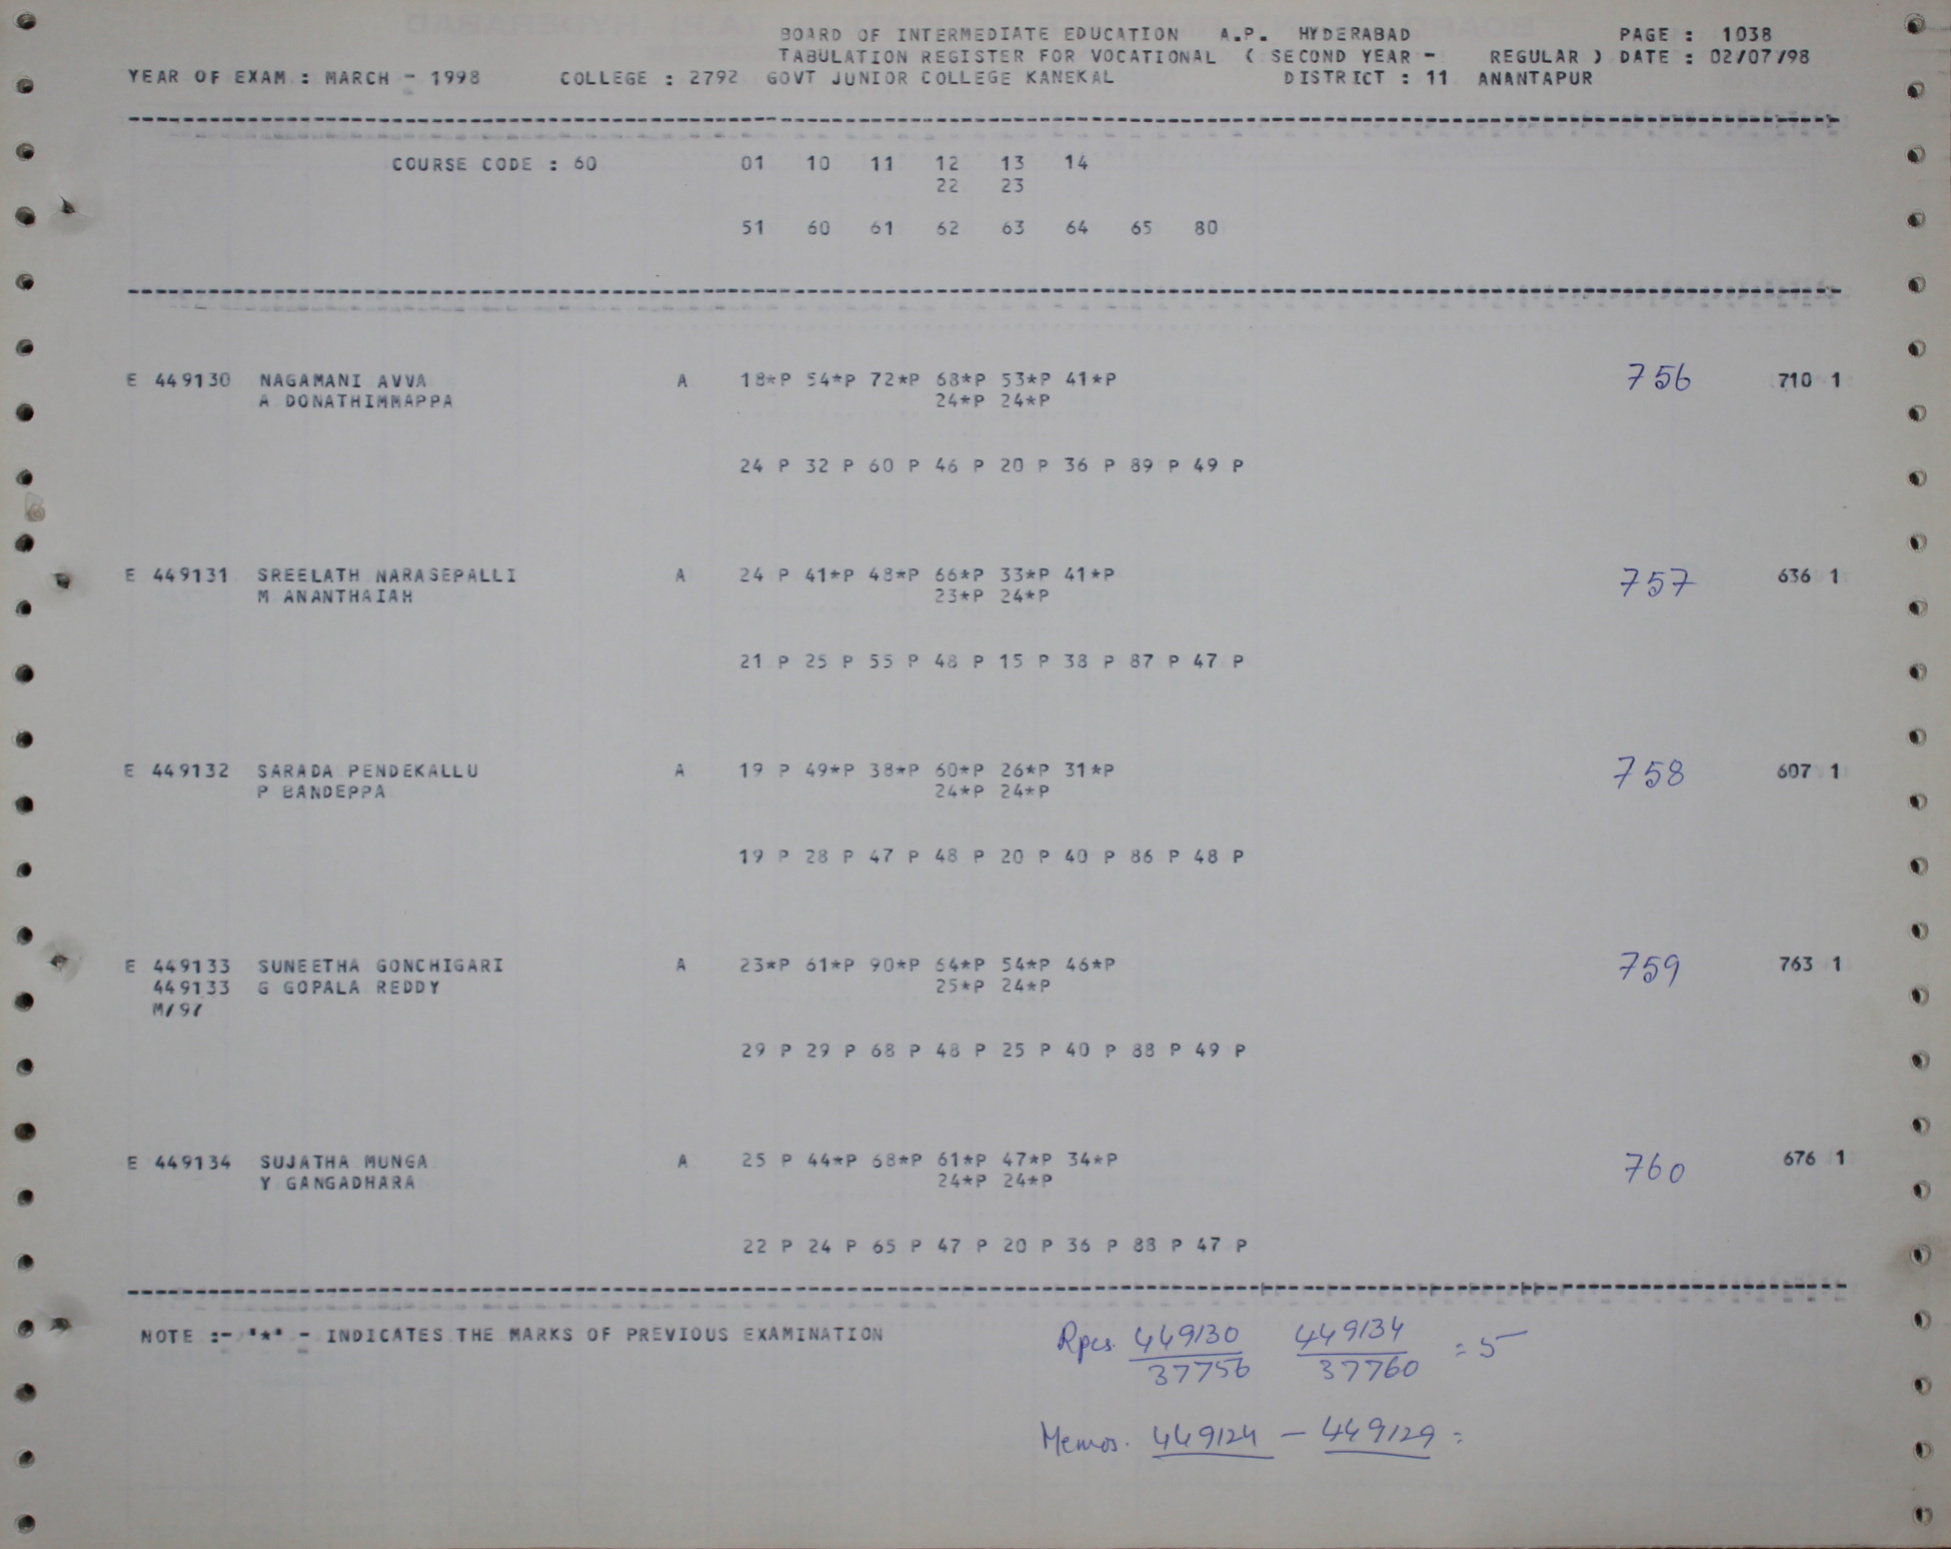 BOARD OF INTERMEDIATE EDUCATION A.P. HYDERABAD PAGE : 1038
TABULATION REGISTER FOR VOCATIONAL ( SECOND YEAR - REGULAR ) DATE : 02/07/98
YEAR OF EXAM : MARCH - 1998 COLLEGE : 2792 GOVT JUNIOR COLLEGE KANEKAL DISTRICT : 11 ANANTAPUR
COURSE CODE : 60 01 10 11 12 13 14
22 23
51 60 61 62 63 64 65 80
E 449130 NAGAMANI AVVA A 18*P 54*P 72*P 68*P 53*P 41*P 756 710 1
A DONATHIMMAPPA 24*P 24*P
24 P 32 P 60 P 46 P 20 P 36 P 89 P 49 P
E 449131 SREELATH NARASEPALLI A 24 P 41*P 48*P 66*P 33*P 41*P 757 636 1
M ANANTHAIAH 23*P 24*P
21 P 25 P 55 P 48 P 15 P 38 P 87 P 47 P
E 449132 SARADA PENDEKALLU A 19 P 49*P 38*P 60*P 26*P 31*P 758 607 1
P BANDEPPA 24*P 24*P
19 P 28 P 47 P 48 P 20 P 40 P 86 P 48 P
E 449133 SUNEETHA GONCHIGARI A 23*P 61*P 90*P 64*P 54*P 46*P 759 763 1
449133 G GOPALA REDDY 25*P 24*P
M/97
29 P 29 P 68 P 48 P 25 P 40 P 88 P 49 P
E 449134 SUJATHA MUNGA A 25 P 44*P 68*P 61*P 47*P 34*P 760 676 1
Y GANGADHARA 24*P 24*P
22 P 24 P 65 P 47 P 20 P 36 P 88 P 47 P
NOTE :- '*' - INDICATES THE MARKS OF PREVIOUS EXAMINATION
Rpcs. 449130 449134 = 5
37756 37760
Memos. 449124 - 449129 =